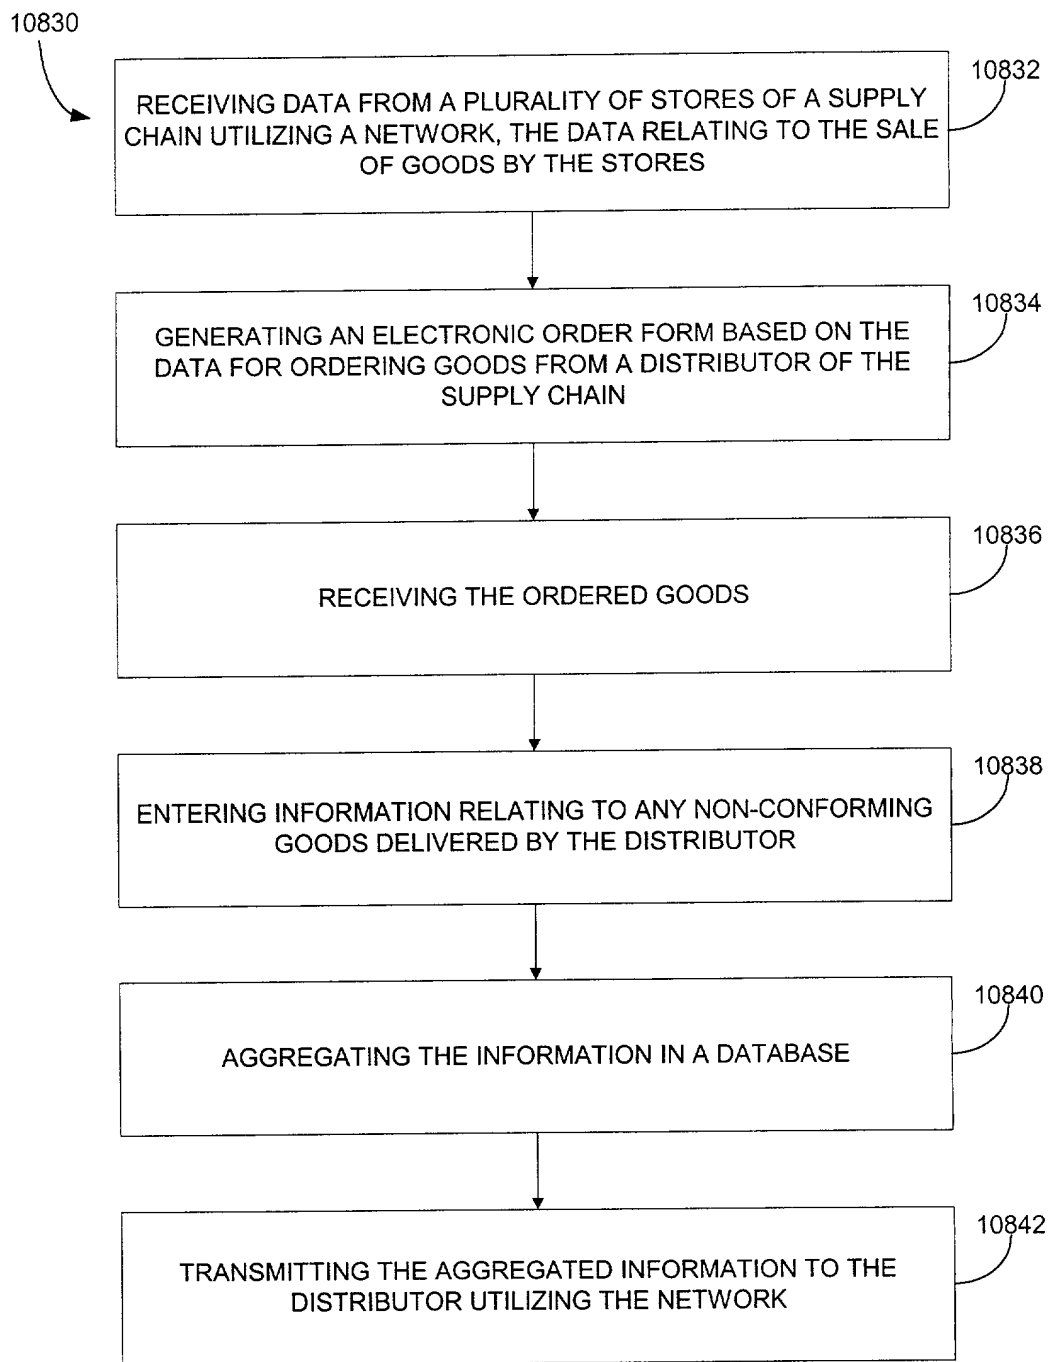 10830
10832
RECEIVING DATA FROM A PLURALITY OF STORES OF A SUPPLY
CHAIN UTILIZING A NETWORK, THE DATA RELATING TO THE SALE
OF GOODS BY THE STORES
10834
GENERATING AN ELECTRONIC ORDER FORM BASED ON THE
DATA FOR ORDERING GOODS FROM A DISTRIBUTOR OF THE
SUPPLY CHAIN
10836
RECEIVING THE ORDERED GOODS
10838
ENTERING INFORMATION RELATING TO ANY NON-CONFORMING
GOODS DELIVERED BY THE DISTRIBUTOR
10840
AGGREGATING THE INFORMATION IN A DATABASE
10842
TRANSMITTING THE AGGREGATED INFORMATION TO THE
DISTRIBUTOR UTILIZING THE NETWORK